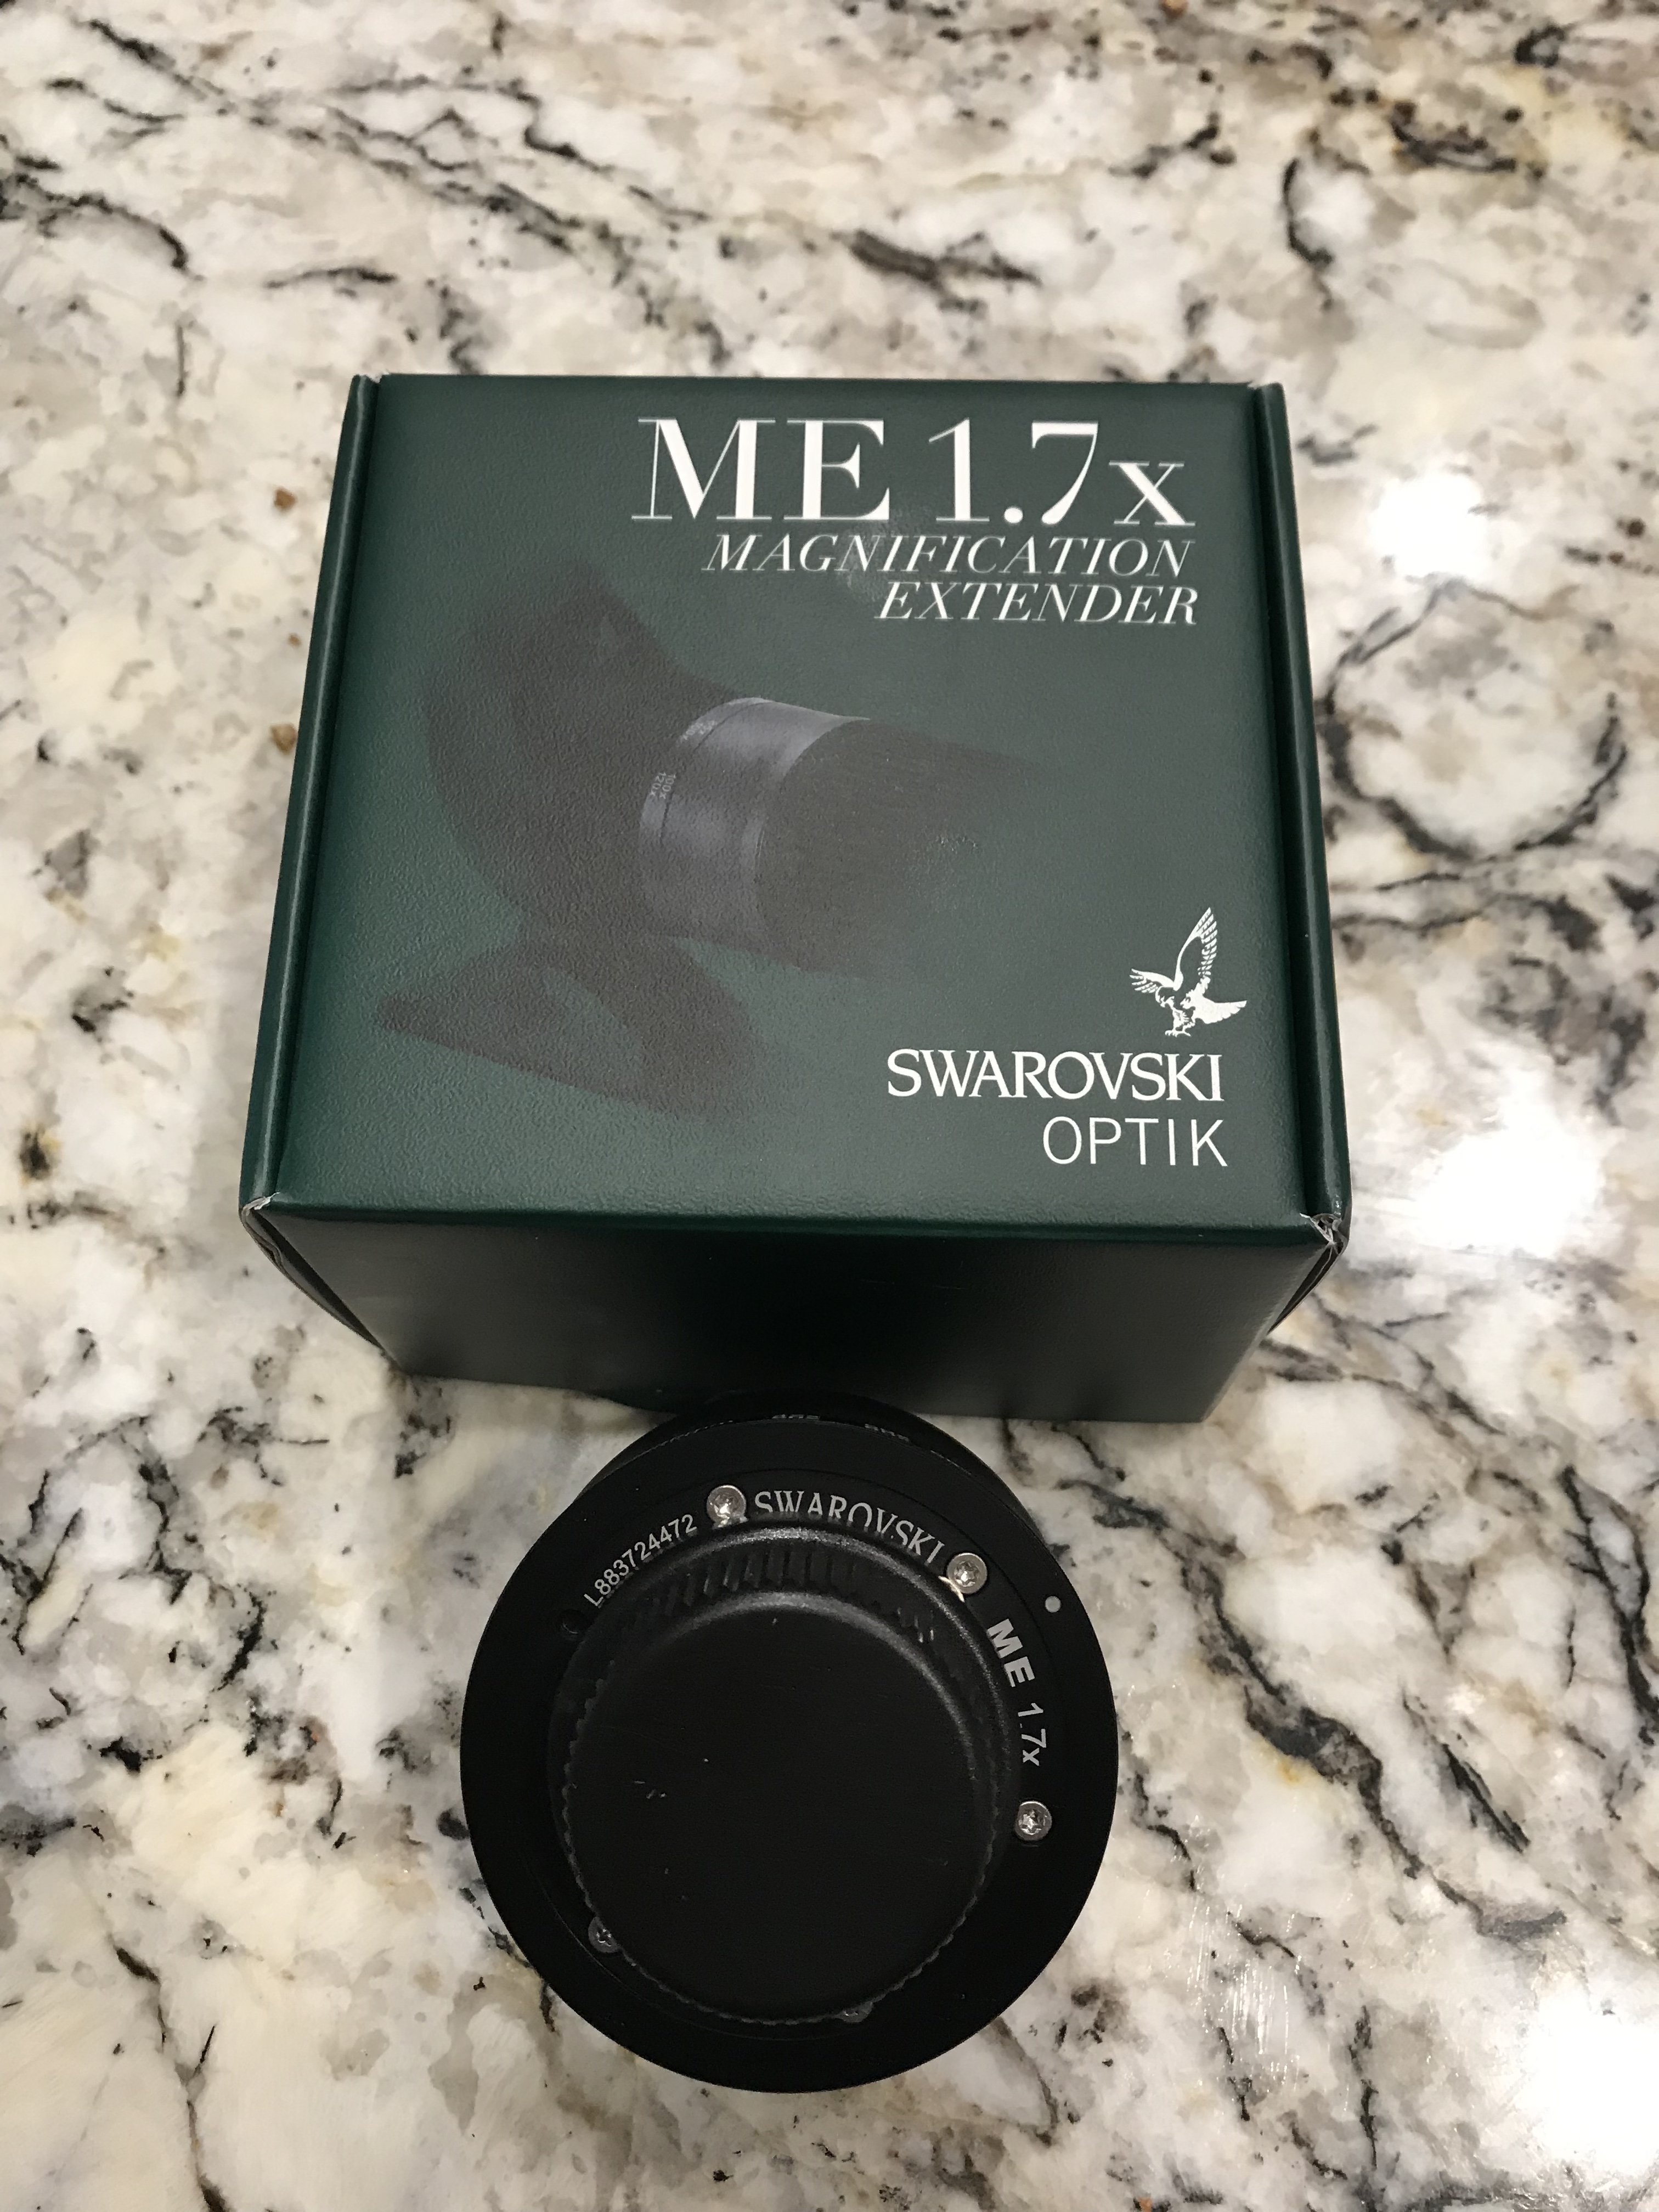 ME 1.7x
MAGNIFICATION
EXTENDER
SWAROVSKI
OPTIK
L883724472
SWAROVSKI
ME 1.7x